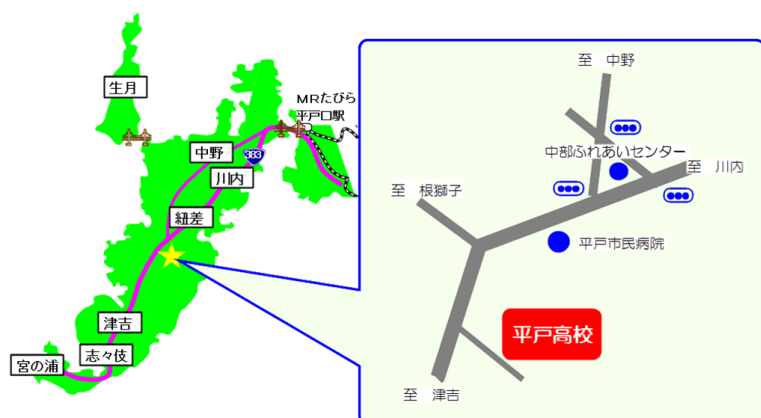 生月
MRたびら
平戸口駅
中野
383
川内
紐差
津吉
志々伎
宮の浦
至　中野
中部ふれあいセンター
至　川内
至　根獅子
平戸市民病院
平戸高校
至　津吉